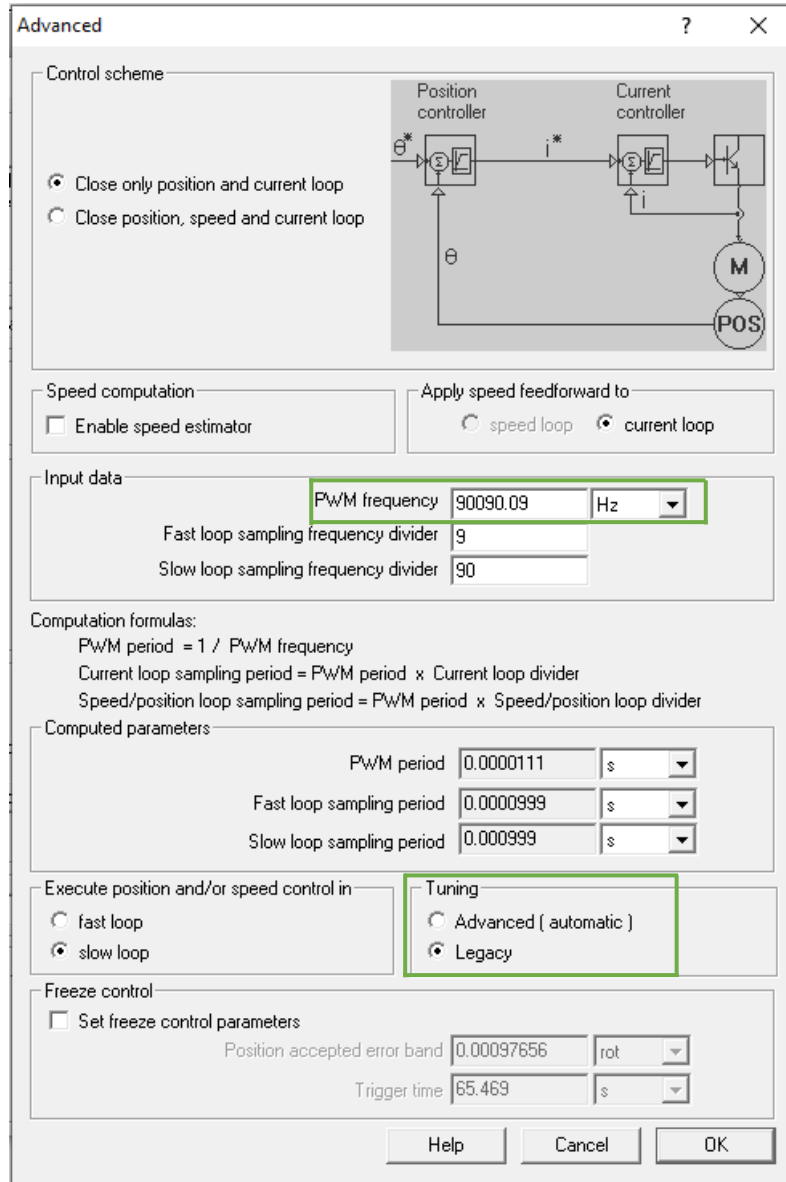 Advanced ? ×
Control scheme
Position controller
Current controller
θ* Σ i* Σ
i
θ
M
POS
Close only position and current loop
Close position, speed and current loop
Speed computation
Enable speed estimator
Apply speed feedforward to
speed loop current loop
Input data
PWM frequency 90090.09 Hz
Fast loop sampling frequency divider 9
Slow loop sampling frequency divider 90
Computation formulas:
PWM period = 1 / PWM frequency
Current loop sampling period = PWM period x Current loop divider
Speed/position loop sampling period = PWM period x Speed/position loop divider
Computed parameters
PWM period 0.0000111 s
Fast loop sampling period 0.0000999 s
Slow loop sampling period 0.000999 s
Execute position and/or speed control in
fast loop
slow loop
Tuning
Advanced ( automatic )
Legacy
Freeze control
Set freeze control parameters
Position accepted error band 0.00097656 rot
Trigger time 65.469 s
Help Cancel OK